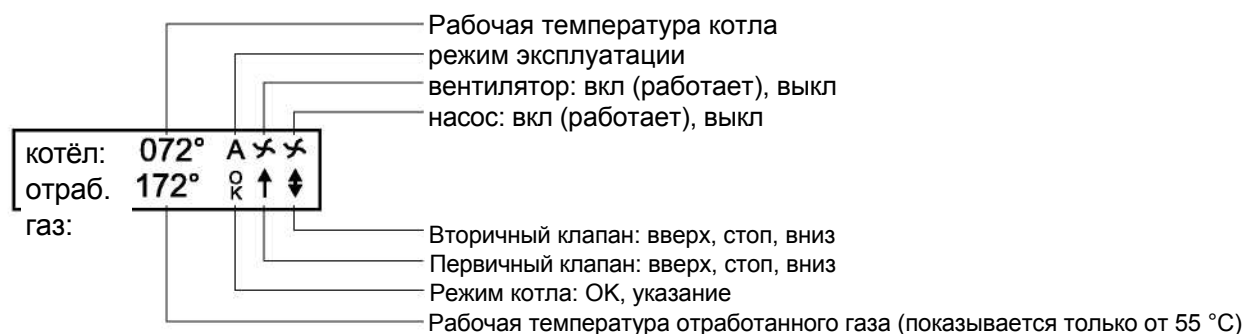 Рабочая температура котла
режим эксплуатации
вентилятор: вкл (работает), выкл
насос: вкл (работает), выкл
котёл: 072° A
отраб. 172° OK
газ:
Вторичный клапан: вверх, стоп, вниз
Первичный клапан: вверх, стоп, вниз
Режим котла: OK, указание
Рабочая температура отработанного газа (показывается только от 55 °C)